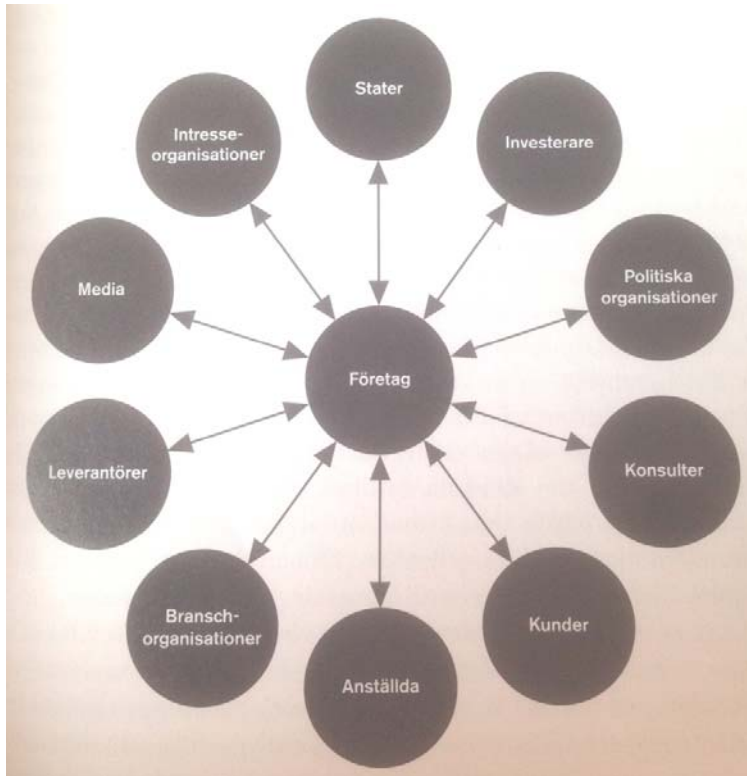 Stater
Intresse-
organisationer
Investerare
Media
Politiska
organisationer
Företag
Leverantörer
Konsulter
Bransch-
organisationer
Kunder
Anställda